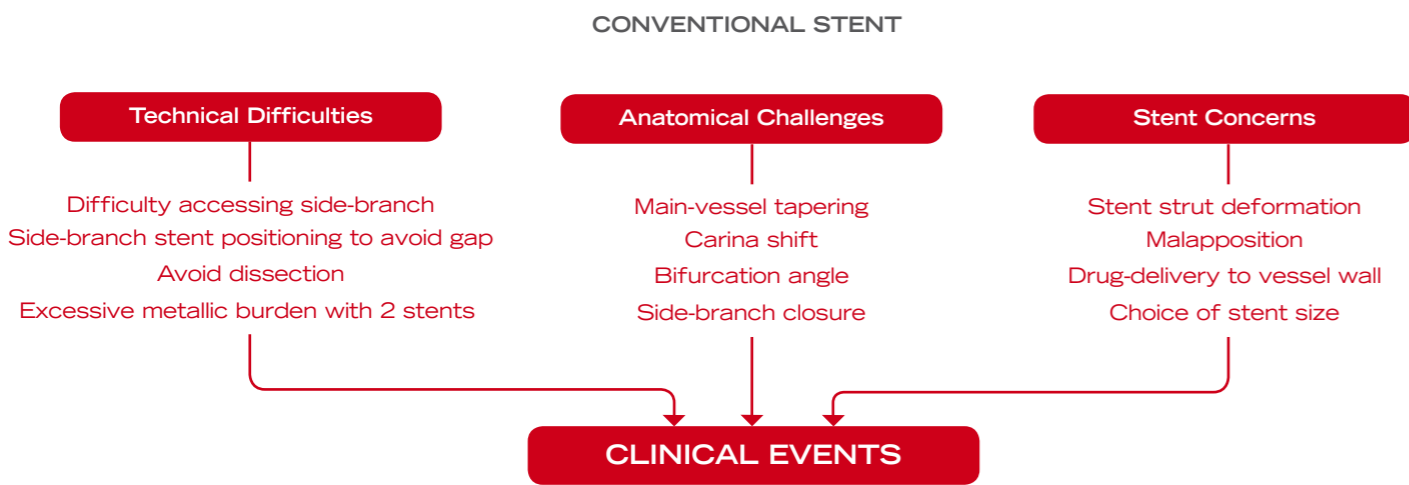 CONVENTIONAL STENT
Technical Difficulties
Difficulty accessing side-branch
Side-branch stent positioning to avoid gap
Avoid dissection
Excessive metallic burden with 2 stents
Anatomical Challenges
Main-vessel tapering
Carina shift
Bifurcation angle
Side-branch closure
Stent Concerns
Stent strut deformation
Malapposition
Drug-delivery to vessel wall
Choice of stent size
CLINICAL EVENTS